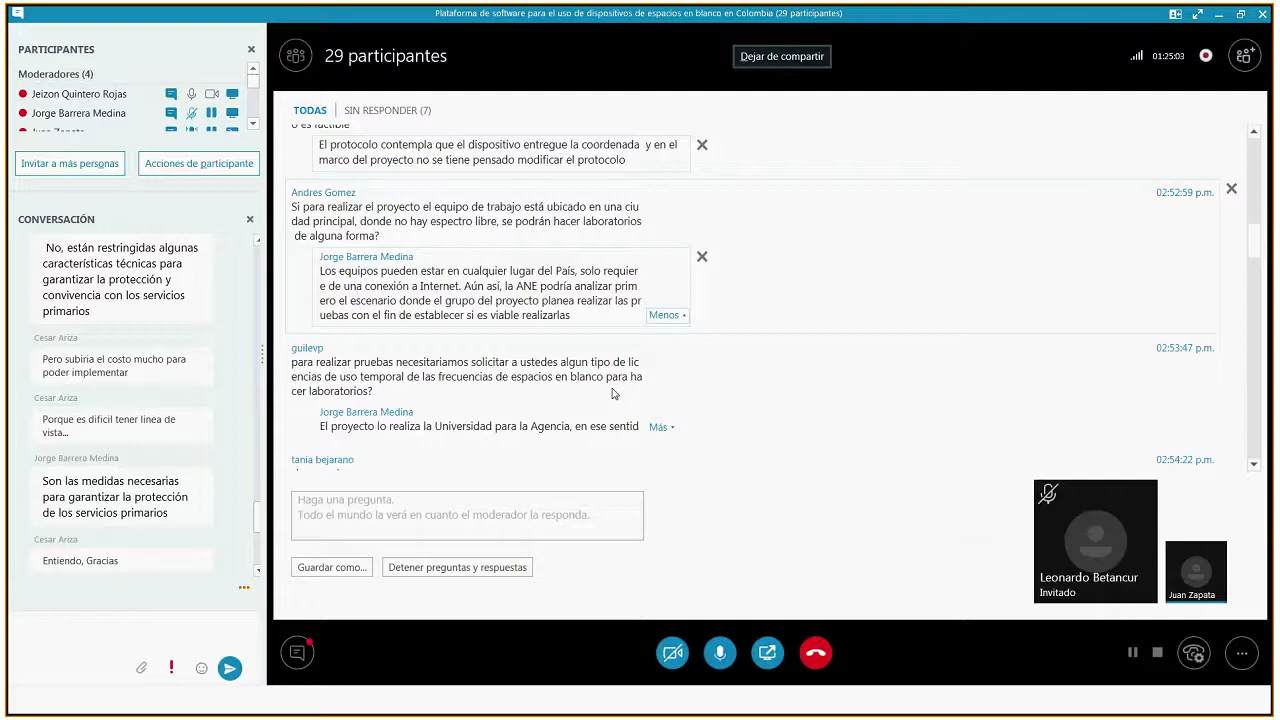 Plataforma de software para el uso de dispositivos de espacios en blanco en Colombia (29 participantes)
PARTICIPANTES
Moderadores (4)
Jeizon Quintero Rojas
Jorge Barrera Medina
Juan Zapata
Invitar a más personas
Acciones de participante
CONVERSACIÓN
No, están restringidas algunas
características técnicas para
garantizar la protección y
convivencia con los servicios
primarios
Cesar Ariza
Pero subiria el costo mucho para
poder implementar
Cesar Ariza
Porque es dificil tener linea de
vista...
Jorge Barrera Medina
Son las medidas necesarias
para garantizar la protección
de los servicios primarios
Cesar Ariza
Entiendo, Gracias
29 participantes
Dejar de compartir
01:25:03
TODAS
SIN RESPONDER (7)
o es factible
El protocolo contempla que el dispositivo entregue la coordenada y en el
marco del proyecto no se tiene pensado modificar el protocolo
Andres Gomez
02:52:59 p.m.
Si para realizar el proyecto el equipo de trabajo está ubicado en una ciu
dad principal, donde no hay espectro libre, se podrán hacer laboratorios
de alguna forma?
Jorge Barrera Medina
Los equipos pueden estar en cualquier lugar del País, solo requier
e de una conexión a Internet. Aún así, la ANE podría analizar prim
ero el escenario donde el grupo del proyecto planea realizar las pr
uebas con el fin de establecer si es viable realizarlas
Menos
guilevp
02:53:47 p.m.
para realizar pruebas necesitariamos solicitar a ustedes algun tipo de lic
encias de uso temporal de las frecuencias de espacios en blanco para ha
cer laboratorios?
Jorge Barrera Medina
El proyecto lo realiza la Universidad para la Agencia, en ese sentid
Más
tania bejarano
02:54:22 p.m.
Haga una pregunta.
Todo el mundo la verá en cuanto el moderador la responda.
Guardar como...
Detener preguntas y respuestas
Leonardo Betancur
Invitado
Juan Zapata